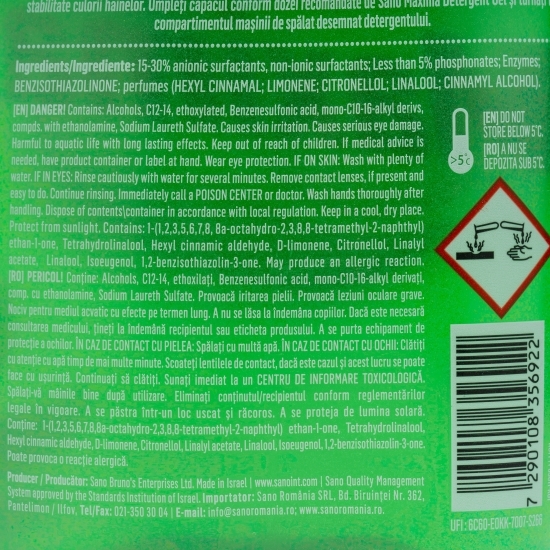 stabilitate culorii hainelor. Umpleți capacul conform dozei recomandate de Sano Maxima Detergent Gel și turnați
compartimentul mașinii de spălat desemnat detergentului.
Ingredients/Ingrediente: 15-30% anionic surfactants, non-ionic surfactants; Less than 5% phosphonates; Enzymes;
BENZISOTHIAZOLINONE; perfumes (HEXYL CINNAMAL; LIMONENE; CITRONELLOL; LINALOOL; CINNAMYL ALCOHOL).
[EN] DANGER! Contains: Alcohols, C12-14, ethoxylated, Benzenesulfonic acid, mono-C10-16-alkyl derivs,
compds. with ethanolamine, Sodium Laureth Sulfate. Causes skin irritation. Causes serious eye damage.
Harmful to aquatic life with long lasting effects. Keep out of reach of children. If medical advice is
needed, have product container or label at hand. Wear eye protection. IF ON SKIN: Wash with plenty of
water. IF IN EYES: Rinse cautiously with water for several minutes. Remove contact lenses, if present and
easy to do. Continue rinsing. Immediately call a POISON CENTER or doctor. Wash hands thoroughly after
handling. Dispose of contents\container in accordance with local regulation. Keep in a cool, dry place.
Protect from sunlight. Contains: 1-(1,2,3,5,6,7,8, 8a-octahydro-2,3,8,8-tetramethyl-2-naphthyl)
ethan-1-one, Tetrahydrolinalool, Hexyl cinnamic aldehyde, D-limonene, Citronellol, Linalyl
acetate, Linalool, Isoeugenol, 1,2-benzisothiazolin-3-one. May produce an allergic reaction.
[RO] PERICOL! Conține: Alcohols, C12-14, ethoxilați, Benzenesulfonic acid, mono-C10-16-alkyl derivați,
comp. cu ethanolamine, Sodium Laureth Sulfate. Provoacă iritarea pielii. Provoacă leziuni oculare grave.
Nociv pentru mediul acvatic cu efecte pe termen lung. A nu se lăsa la îndemâna copiilor. Dacă este necesară
consultarea medicului, țineți la îndemână recipientul sau eticheta produsului. A se purta echipament de
protecție a ochilor. ÎN CAZ DE CONTACT CU PIELEA: Spălați cu multă apă. ÎN CAZ DE CONTACT CU OCHII: Clătiți
cu atenție cu apă timp de mai multe minute. Scoateți lentilele de contact, dacă este cazul și acest lucru se poate
face cu ușurință. Continuați să clătiți. Sunați imediat la un CENTRU DE INFORMARE TOXICOLOGICĂ.
Spălați-vă mâinile bine după utilizare. Eliminați conținutul/recipientul conform reglementărilor
legale în vigoare. A se păstra într-un loc uscat și răcoros. A se proteja de lumina solară.
Conține: 1-(1,2,3,5,6,7,8,8a-octahydro-2,3,8,8-tetramethyl-2-naphthyl) ethan-1-one, Tetrahydrolinalool,
Hexyl cinnamic aldehyde, D-limonene, Citronellol, Linalyl acetate, Linalool, Isoeugenol, 1,2-benzisothiazolin-3-one.
Poate provoca o reacție alergică.
Producer / Producător: Sano Bruno's Enterprises Ltd. Made in Israel | www.sanoint.com | Sano Quality Management
System approved by the Standards Institution of Israel. Importator: Sano România SRL, Bd. Biruinței Nr. 362,
Pantelimon / Ilfov, Tel/Fax: 021-350 30 04 | E-mail: info@sanoromania.ro | www.sanoromania.ro.
>5°C
[EN] DO NOT
STORE BELOW 5°C.
[RO] A NU SE
DEPOZITA SUB 5°C.
7 290108 356922
UFI: 6C60-E0KK-7007-S266